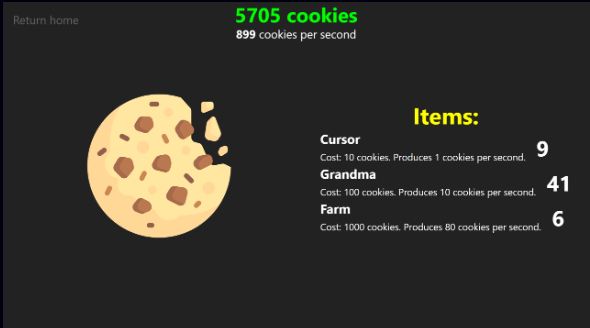 Return home
5705 cookies
899 cookies per second
Items:
Cursor
Cost: 10 cookies. Produces 1 cookies per second.
9
Grandma
Cost: 100 cookies. Produces 10 cookies per second.
41
Farm
Cost: 1000 cookies. Produces 80 cookies per second.
6